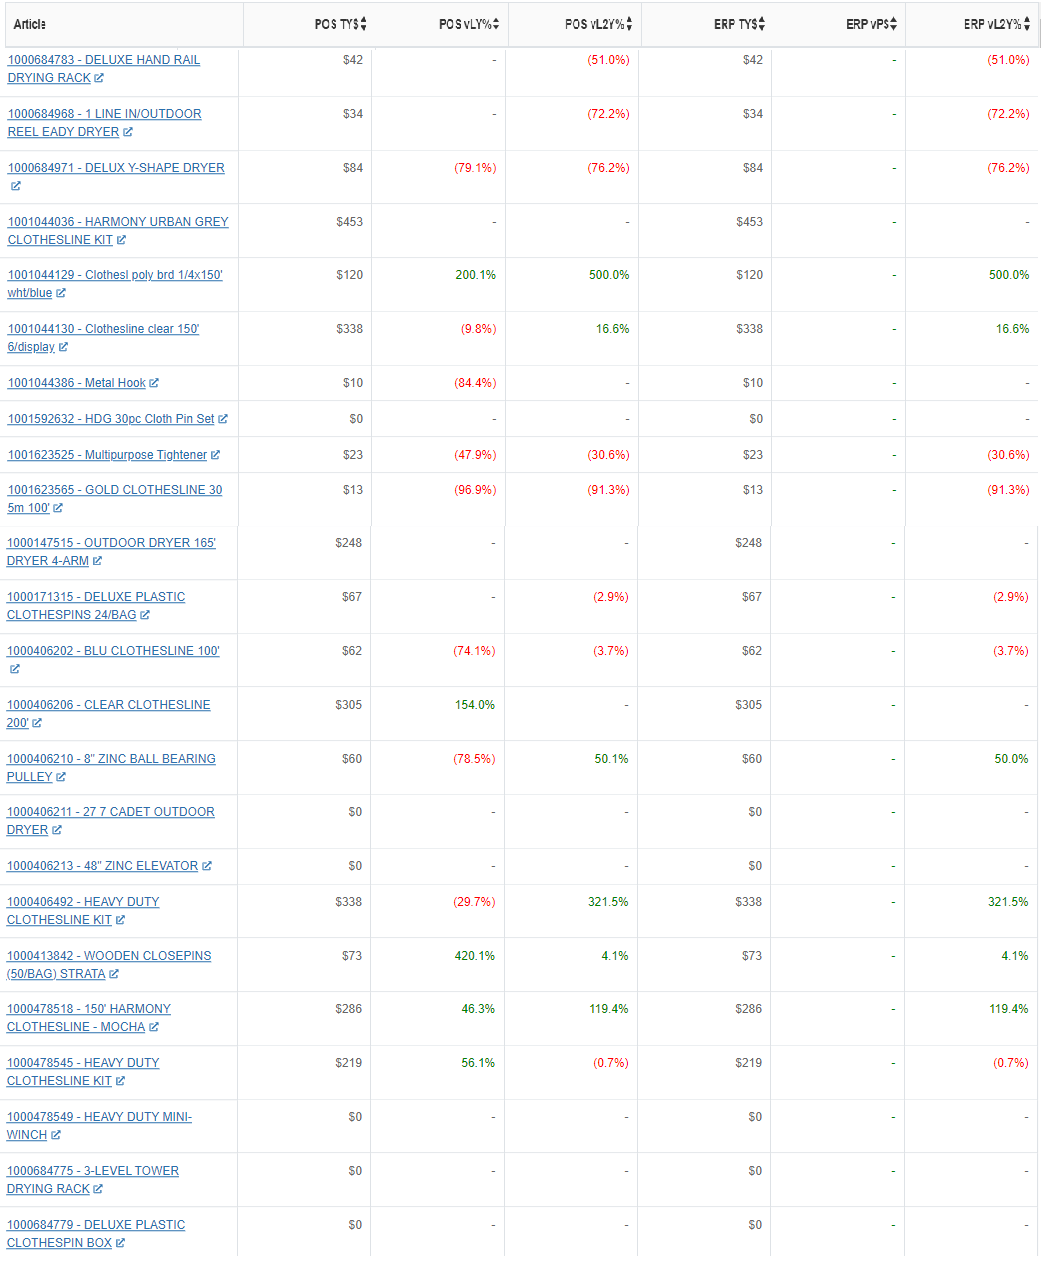 Article POS TY$ POS vLY% POS vL2Y% ERP TY$ ERP vP$ ERP vL2Y%
1000684783 - DELUXE HAND RAIL $42 - (51.0%) $42 - (51.0%)
DRYING RACK
1000684968 - 1 LINE IN/OUTDOOR $34 - (72.2%) $34 - (72.2%)
REEL EADY DRYER
1000684971 - DELUX Y-SHAPE DRYER $84 (79.1%) (76.2%) $84 - (76.2%)
1001044036 - HARMONY URBAN GREY $453 - - $453 - -
CLOTHESLINE KIT
1001044129 - Clothesl poly brd 1/4x150' $120 200.1% 500.0% $120 - 500.0%
wht/blue
1001044130 - Clothesline clear 150' $338 (9.8%) 16.6% $338 - 16.6%
6/display
1001044386 - Metal Hook $10 (84.4%) - $10 - -
1001592632 - HDG 30pc Cloth Pin Set $0 - - $0 - -
1001623525 - Multipurpose Tightener $23 (47.9%) (30.6%) $23 - (30.6%)
1001623565 - GOLD CLOTHESLINE 30 $13 (96.9%) (91.3%) $13 - (91.3%)
5m 100'
1000147515 - OUTDOOR DRYER 165' $248 - - $248 - -
DRYER 4-ARM
1000171315 - DELUXE PLASTIC $67 - (2.9%) $67 - (2.9%)
CLOTHESPINS 24/BAG
1000406202 - BLU CLOTHESLINE 100' $62 (74.1%) (3.7%) $62 - (3.7%)
1000406206 - CLEAR CLOTHESLINE $305 154.0% - $305 - -
200'
1000406210 - 8" ZINC BALL BEARING $60 (78.5%) 50.1% $60 - 50.0%
PULLEY
1000406211 - 27 7 CADET OUTDOOR $0 - - $0 - -
DRYER
1000406213 - 48" ZINC ELEVATOR $0 - - $0 - -
1000406492 - HEAVY DUTY $338 (29.7%) 321.5% $338 - 321.5%
CLOTHESLINE KIT
1000413842 - WOODEN CLOSEPINS $73 420.1% 4.1% $73 - 4.1%
(50/BAG) STRATA
1000478518 - 150' HARMONY $286 46.3% 119.4% $286 - 119.4%
CLOTHESLINE - MOCHA
1000478545 - HEAVY DUTY $219 56.1% (0.7%) $219 - (0.7%)
CLOTHESLINE KIT
1000478549 - HEAVY DUTY MINI- $0 - - $0 - -
WINCH
1000684775 - 3-LEVEL TOWER $0 - - $0 - -
DRYING RACK
1000684779 - DELUXE PLASTIC $0 - - $0 - -
CLOTHESPIN BOX